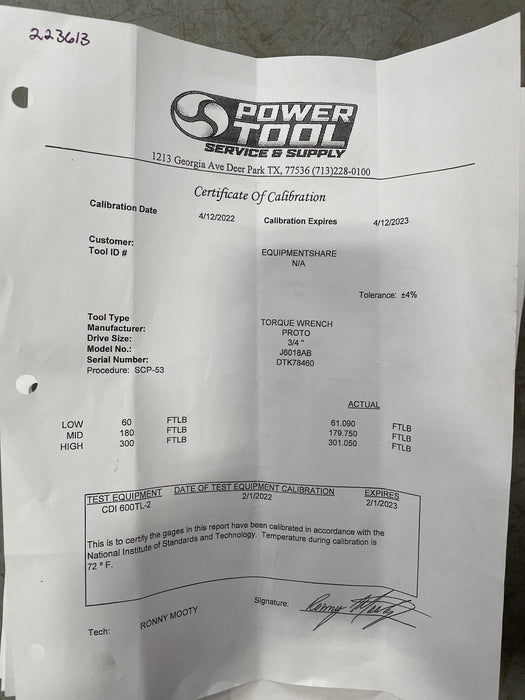 223613
POWER
TOOL
SERVICE & SUPPLY
1213 Georgia Ave Deer Park TX, 77536 (713)228-0100
Certificate Of Calibration
Calibration Date 4/12/2022 Calibration Expires 4/12/2023
Customer: EQUIPMENTSHARE
Tool ID # N/A
Tolerance: ±4%
Tool Type TORQUE WRENCH
Manufacturer: PROTO
Drive Size: 3/4 "
Model No.: J6018AB
Serial Number: DTK78460
Procedure: SCP-53
ACTUAL
LOW 60 FTLB 61.090 FTLB
MID 180 FTLB 179.750 FTLB
HIGH 300 FTLB 301.050 FTLB
TEST EQUIPMENT DATE OF TEST EQUIPMENT CALIBRATION EXPIRES
CDI 600TL-2 2/1/2022 2/1/2023
This is to certify the gages in this report have been calibrated in accordance with the
National Institute of Standards and Technology. Temperature during calibration is
72 ° F.
Signature: Ronny Mooty
Tech: RONNY MOOTY